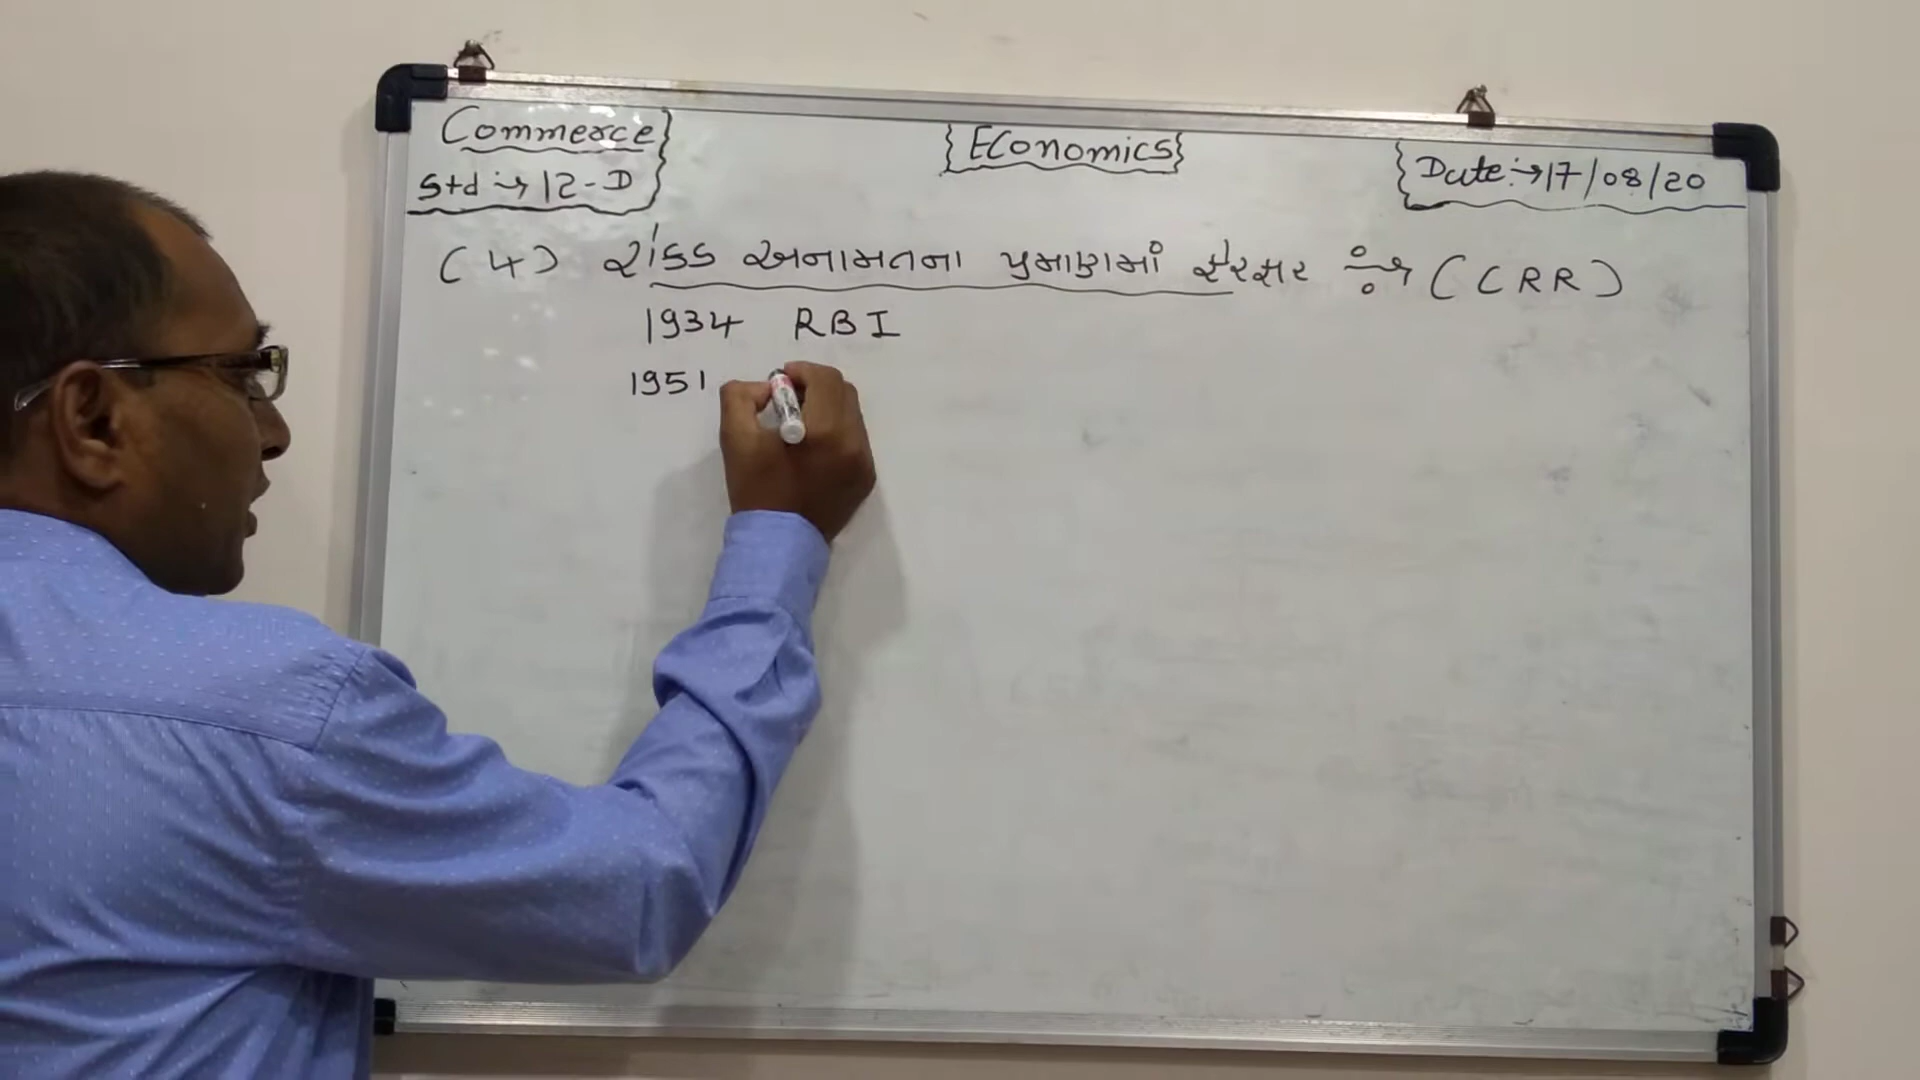 Commerce
Std :→ 12-D
Economics
Date :→ 17/08/20
(4) રોકડ અનામતના પ્રમાણમાં ફેરફાર :→ (CRR)
1934 RBI
1951